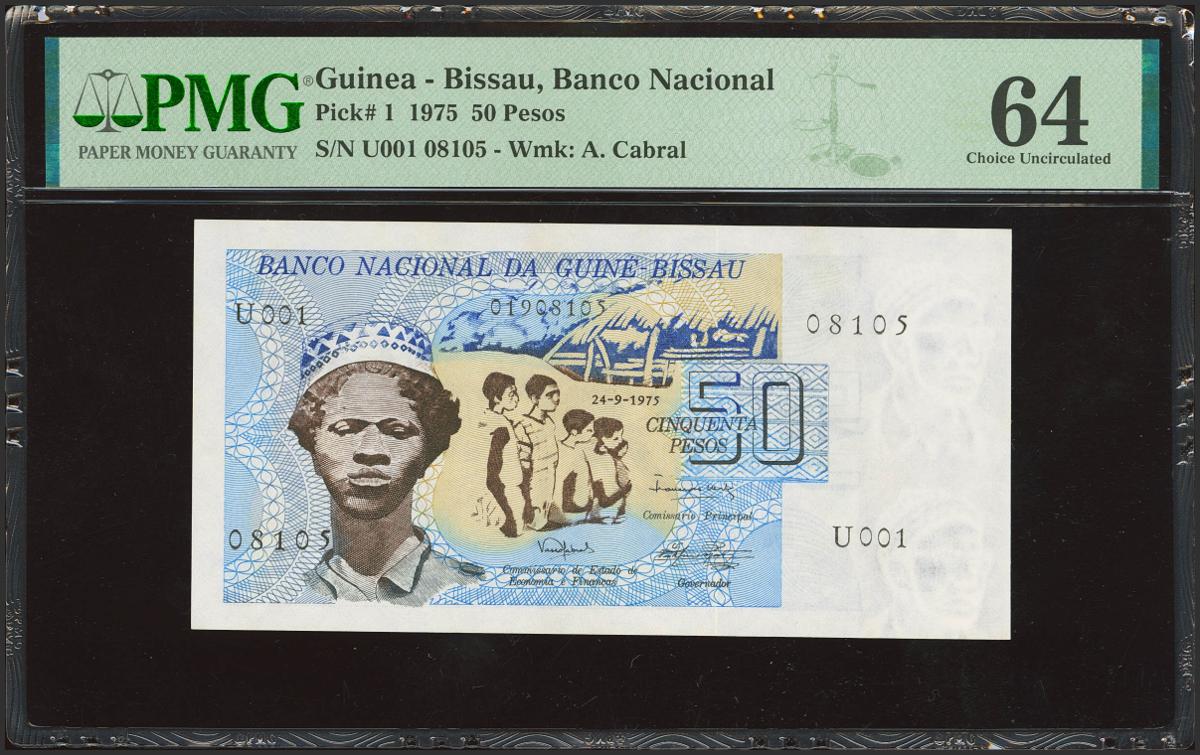 PMG®
PAPER MONEY GUARANTY
Guinea - Bissau, Banco Nacional
Pick# 1 1975 50 Pesos
S/N U001 08105 - Wmk: A. Cabral
64
Choice Uncirculated
BANCO NACIONAL DA GUINÉ-BISSAU
U001
01908105
08105
24-9-1975
50
CINQUENTA
PESOS
Comissário Principal
08105
U001
Commissário de Estado de
Economia e Finanças
Governador